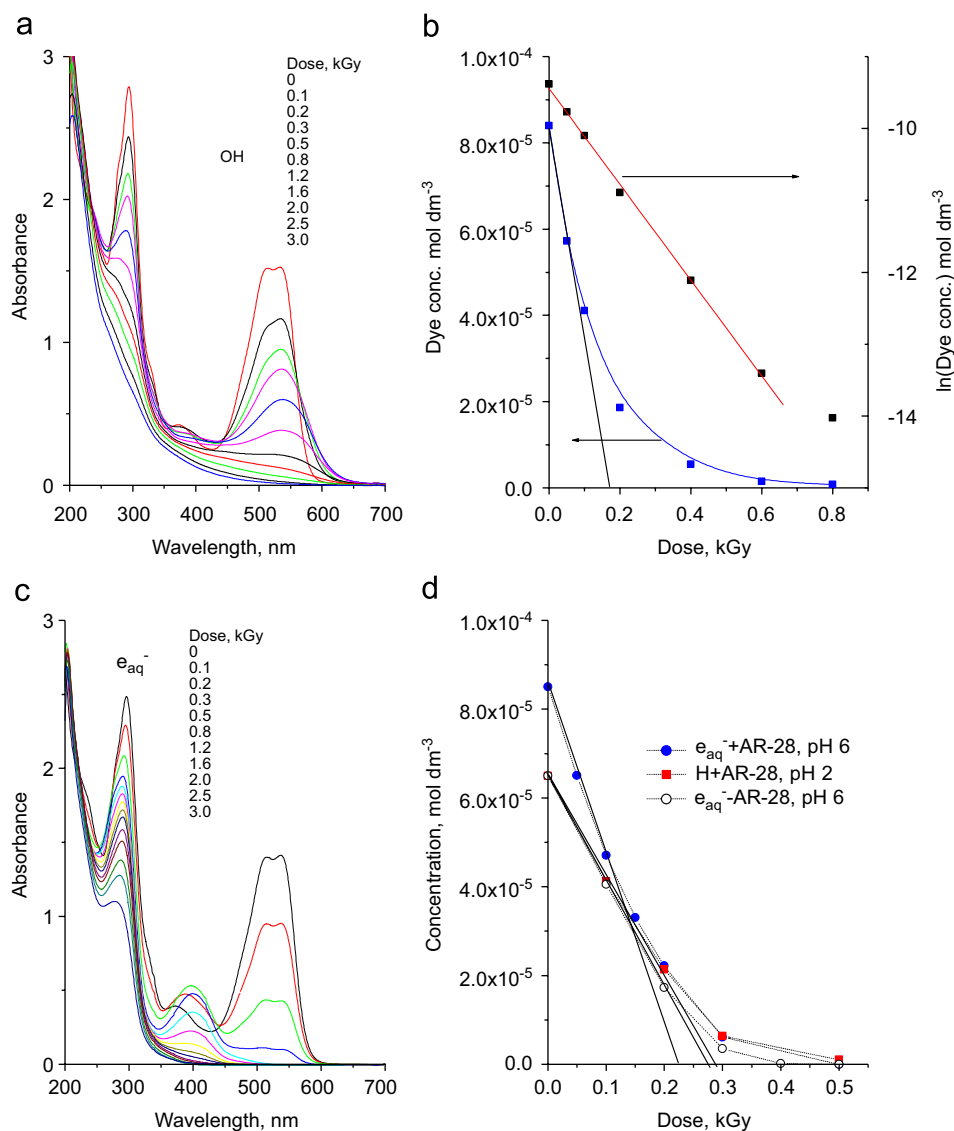 a
3
2
1
0
Absorbance
200 300 400 500 600 700
Wavelength, nm
OH
Dose, kGy
0
0.1
0.2
0.3
0.5
0.8
1.2
1.6
2.0
2.5
3.0
b
1.0x10⁻⁴
8.0x10⁻⁵
6.0x10⁻⁵
4.0x10⁻⁵
2.0x10⁻⁵
0.0
Dye conc. mol dm⁻³
0.0 0.2 0.4 0.6 0.8
Dose, kGy
-10
-12
-14
ln(Dye conc.) mol dm⁻³
c
3
2
1
0
Absorbance
200 300 400 500 600 700
Wavelength, nm
eaq⁻
Dose, kGy
0
0.1
0.2
0.3
0.5
0.8
1.2
1.6
2.0
2.5
3.0
d
1.0x10⁻⁴
8.0x10⁻⁵
6.0x10⁻⁵
4.0x10⁻⁵
2.0x10⁻⁵
0.0
Concentration, mol dm⁻³
0.0 0.1 0.2 0.3 0.4 0.5
Dose, kGy
eaq⁻+AR-28, pH 6
H+AR-28, pH 2
eaq⁻-AR-28, pH 6